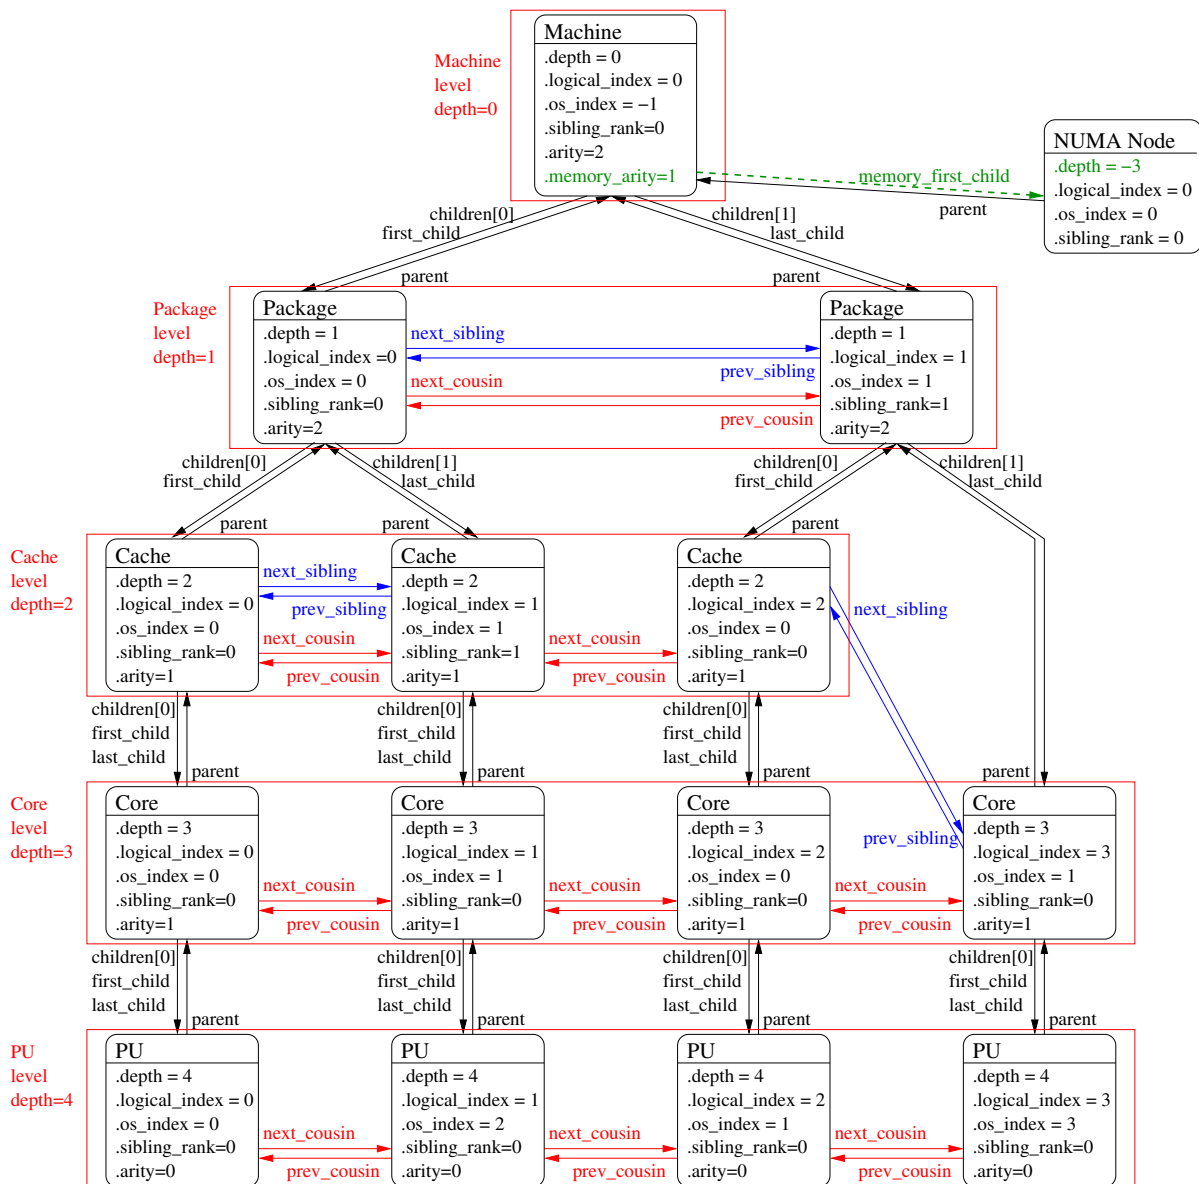 Machine
level
depth=0
Machine
.depth = 0
.logical_index = 0
.os_index = −1
.sibling_rank=0
.arity=2
.memory_arity=1
NUMA Node
.depth = −3
.logical_index = 0
.os_index = 0
.sibling_rank = 0
memory_first_child
parent
children[0]
first_child
parent
children[1]
last_child
parent
Package
level
depth=1
Package
.depth = 1
.logical_index =0
.os_index = 0
.sibling_rank=0
.arity=2
next_sibling
prev_sibling
next_cousin
prev_cousin
Package
.depth = 1
.logical_index = 1
.os_index = 1
.sibling_rank=1
.arity=2
children[0]
first_child
parent
children[1]
last_child
parent
children[0]
first_child
parent
children[1]
last_child
Cache
level
depth=2
Cache
.depth = 2
.logical_index = 0
.os_index = 0
.sibling_rank=0
.arity=1
next_sibling
prev_sibling
next_cousin
prev_cousin
Cache
.depth = 2
.logical_index = 1
.os_index = 1
.sibling_rank=1
.arity=1
next_cousin
prev_cousin
Cache
.depth = 2
.logical_index = 2
.os_index = 0
.sibling_rank=0
.arity=1
next_sibling
prev_sibling
children[0]
first_child
last_child
parent
children[0]
first_child
last_child
parent
children[0]
first_child
last_child
parent
parent
Core
level
depth=3
Core
.depth = 3
.logical_index = 0
.os_index = 0
.sibling_rank=0
.arity=1
next_cousin
prev_cousin
Core
.depth = 3
.logical_index = 1
.os_index = 1
.sibling_rank=0
.arity=1
next_cousin
prev_cousin
Core
.depth = 3
.logical_index = 2
.os_index = 0
.sibling_rank=0
.arity=1
next_cousin
prev_cousin
Core
.depth = 3
.logical_index = 3
.os_index = 1
.sibling_rank=0
.arity=1
children[0]
first_child
last_child
parent
children[0]
first_child
last_child
parent
children[0]
first_child
last_child
parent
children[0]
first_child
last_child
parent
PU
level
depth=4
PU
.depth = 4
.logical_index = 0
.os_index = 0
.sibling_rank=0
.arity=0
next_cousin
prev_cousin
PU
.depth = 4
.logical_index = 1
.os_index = 2
.sibling_rank=0
.arity=0
next_cousin
prev_cousin
PU
.depth = 4
.logical_index = 2
.os_index = 1
.sibling_rank=0
.arity=0
next_cousin
prev_cousin
PU
.depth = 4
.logical_index = 3
.os_index = 3
.sibling_rank=0
.arity=0